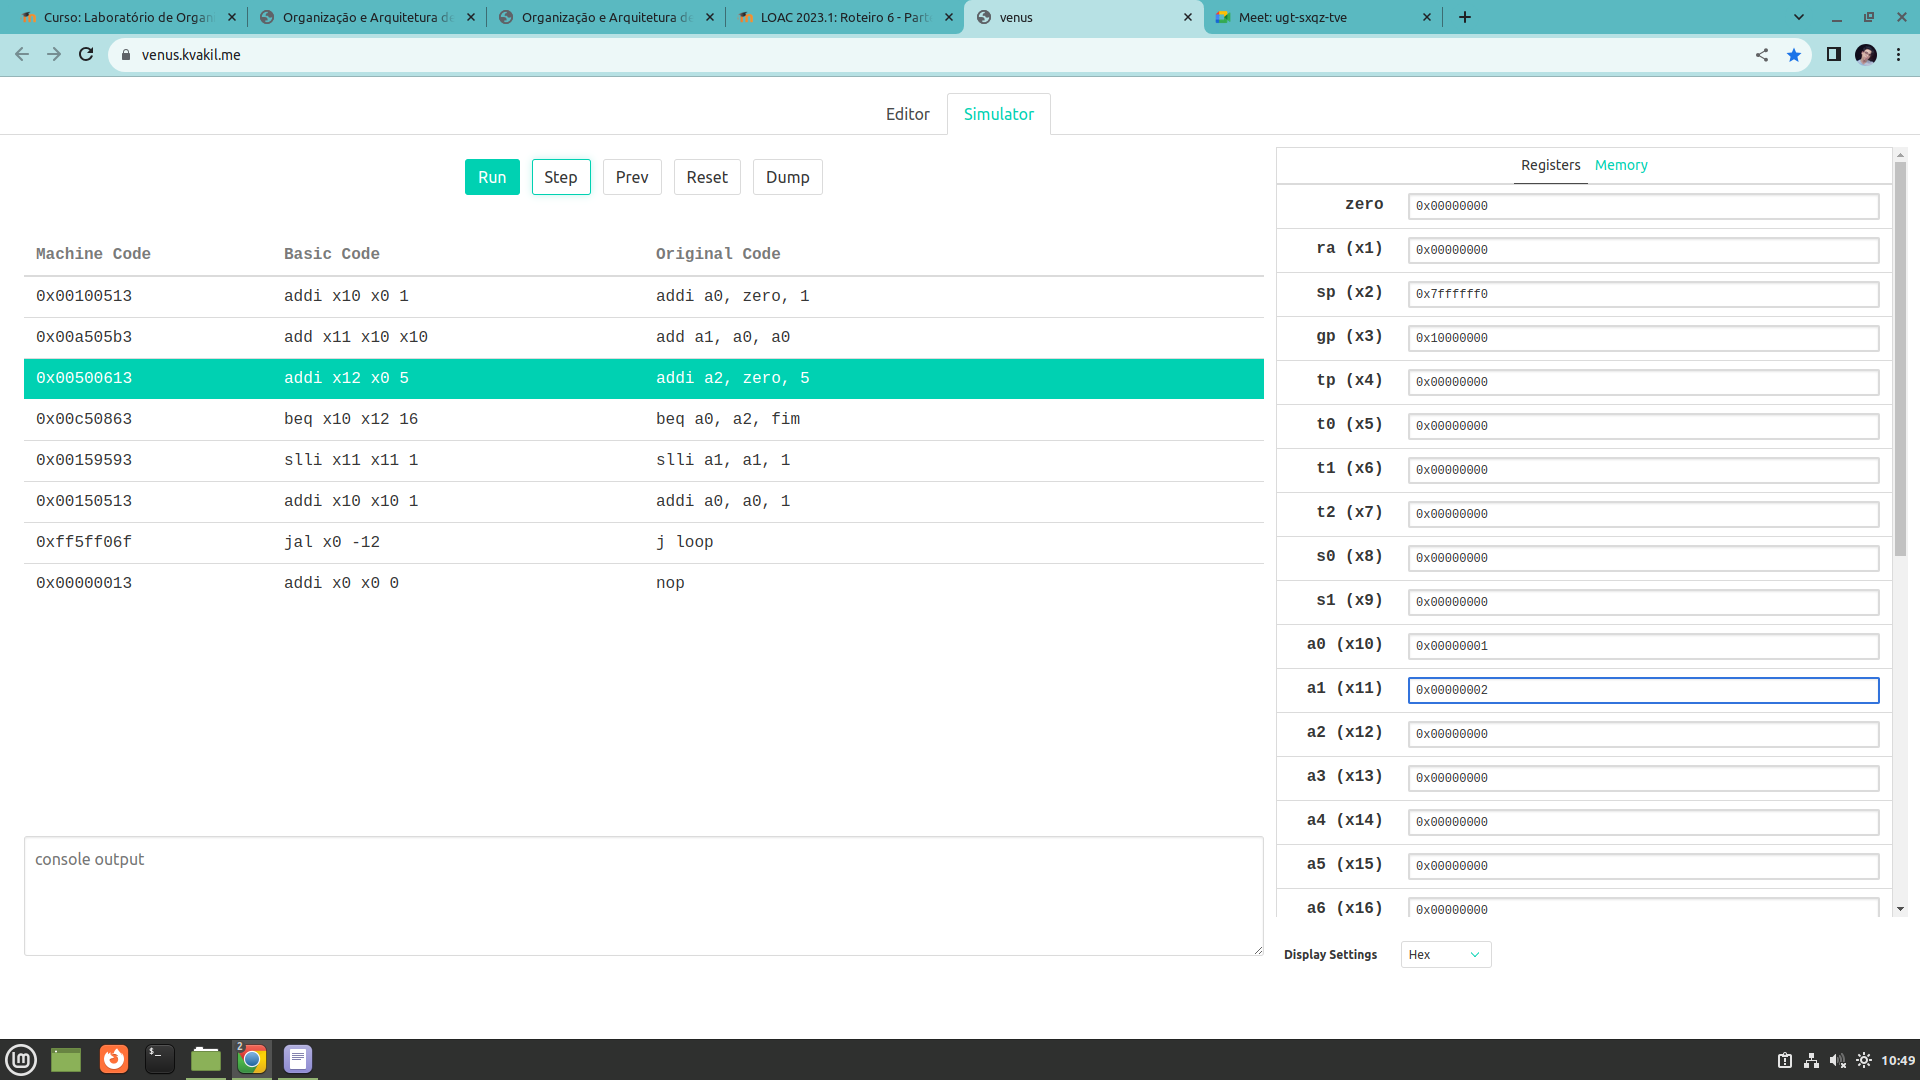 Curso: Laboratório de Organi
Organização e Arquitetura de
Organização e Arquitetura de
LOAC 2023.1: Roteiro 6 - Parte
venus
Meet: ugt-sxqz-tve
venus.kvakil.me
Editor
Simulator
Run
Step
Prev
Reset
Dump
Machine Code Basic Code Original Code
0x00100513 addi x10 x0 1 addi a0, zero, 1
0x00a505b3 add x11 x10 x10 add a1, a0, a0
0x00500613 addi x12 x0 5 addi a2, zero, 5
0x00c50863 beq x10 x12 16 beq a0, a2, fim
0x00159593 slli x11 x11 1 slli a1, a1, 1
0x00150513 addi x10 x10 1 addi a0, a0, 1
0xff5ff06f jal x0 -12 j loop
0x00000013 addi x0 x0 0 nop
console output
Registers Memory
zero 0x00000000
ra (x1) 0x00000000
sp (x2) 0x7ffffff0
gp (x3) 0x10000000
tp (x4) 0x00000000
t0 (x5) 0x00000000
t1 (x6) 0x00000000
t2 (x7) 0x00000000
s0 (x8) 0x00000000
s1 (x9) 0x00000000
a0 (x10) 0x00000001
a1 (x11) 0x00000002
a2 (x12) 0x00000000
a3 (x13) 0x00000000
a4 (x14) 0x00000000
a5 (x15) 0x00000000
a6 (x16) 0x00000000
Display Settings Hex
2
10:49